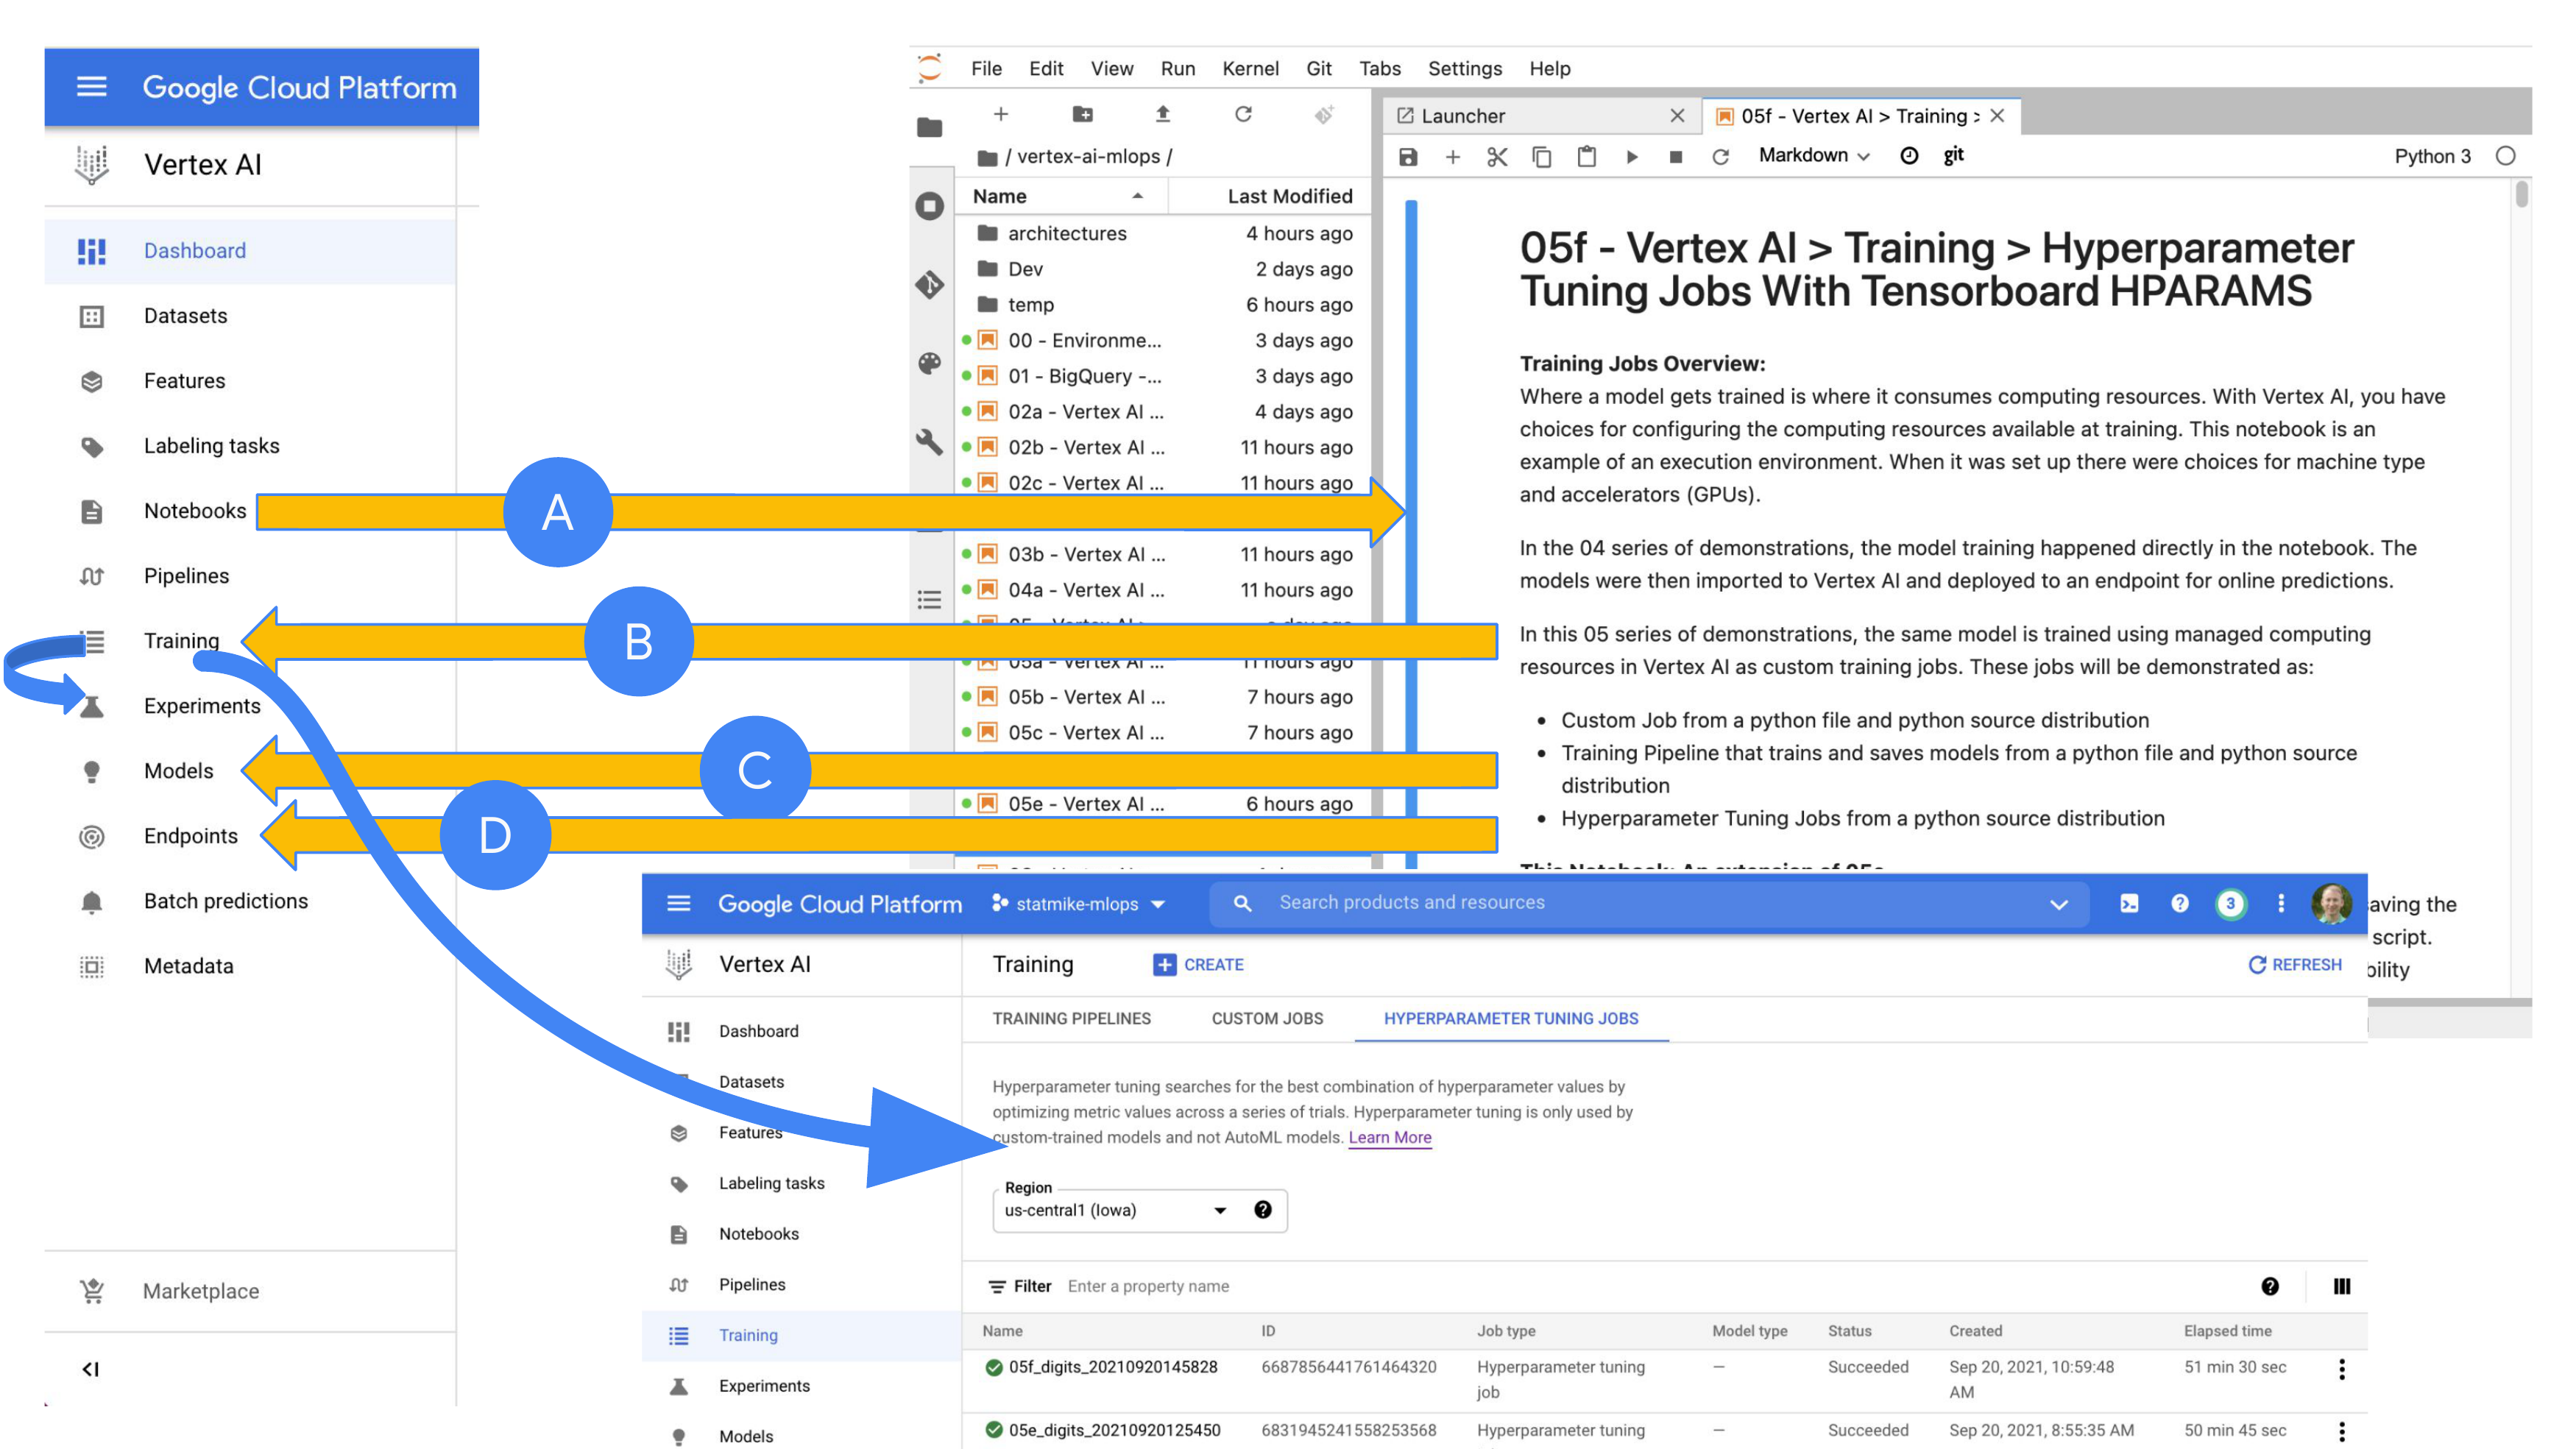 Google Cloud Platform
Vertex AI
Dashboard
Datasets
Features
Labeling tasks
Notebooks
Pipelines
Training
Experiments
Models
Endpoints
Batch predictions
Metadata
Marketplace
A
B
C
D
File Edit View Run Kernel Git Tabs Settings Help
/ vertex-ai-mlops /
Name Last Modified
architectures 4 hours ago
Dev 2 days ago
temp 6 hours ago
00 - Environme... 3 days ago
01 - BigQuery -... 3 days ago
02a - Vertex AI ... 4 days ago
02b - Vertex AI ... 11 hours ago
02c - Vertex AI ... 11 hours ago
03b - Vertex AI ... 11 hours ago
04a - Vertex AI ... 11 hours ago
05a - Vertex AI ... 11 hours ago
05b - Vertex AI ... 7 hours ago
05c - Vertex AI ... 7 hours ago
05e - Vertex AI ... 6 hours ago
Launcher
05f - Vertex AI > Training >
Markdown git Python 3
05f - Vertex AI > Training > Hyperparameter
Tuning Jobs With Tensorboard HPARAMS
Training Jobs Overview:
Where a model gets trained is where it consumes computing resources. With Vertex AI, you have
choices for configuring the computing resources available at training. This notebook is an
example of an execution environment. When it was set up there were choices for machine type
and accelerators (GPUs).
In the 04 series of demonstrations, the model training happened directly in the notebook. The
models were then imported to Vertex AI and deployed to an endpoint for online predictions.
In this 05 series of demonstrations, the same model is trained using managed computing
resources in Vertex AI as custom training jobs. These jobs will be demonstrated as:
• Custom Job from a python file and python source distribution
• Training Pipeline that trains and saves models from a python file and python source
distribution
• Hyperparameter Tuning Jobs from a python source distribution
This Notebook: An extension of 05e
aving the
script.
bility
Google Cloud Platform statmike-mlops Search products and resources 3
Vertex AI
Dashboard
Datasets
Features
Labeling tasks
Notebooks
Pipelines
Training
Experiments
Models
Training CREATE REFRESH
TRAINING PIPELINES CUSTOM JOBS HYPERPARAMETER TUNING JOBS
Hyperparameter tuning searches for the best combination of hyperparameter values by
optimizing metric values across a series of trials. Hyperparameter tuning is only used by
custom-trained models and not AutoML models. Learn More
Region
us-central1 (Iowa)
Filter Enter a property name
Name ID Job type Model type Status Created Elapsed time
05f_digits_20210920145828 6687856441761464320 Hyperparameter tuning — Succeeded Sep 20, 2021, 10:59:48 51 min 30 sec
job AM
05e_digits_20210920125450 6831945241558253568 Hyperparameter tuning — Succeeded Sep 20, 2021, 8:55:35 AM 50 min 45 sec